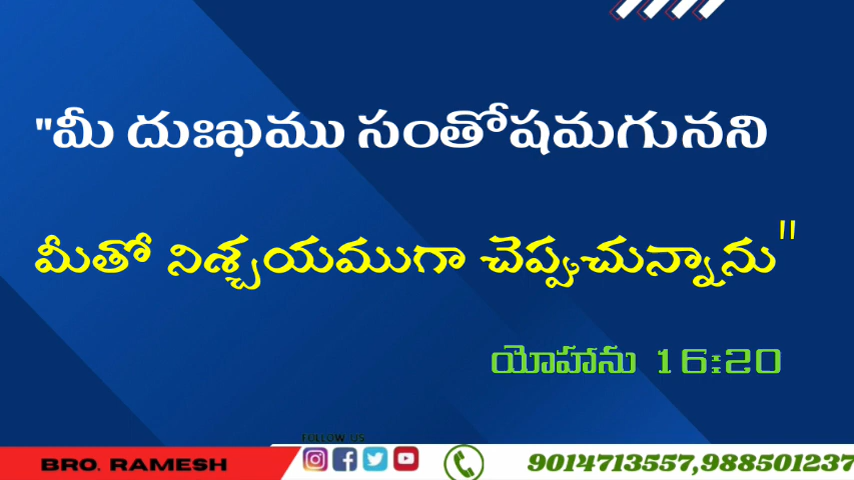 "మీ దుఃఖము సంతోషమగునని
మీతో నిశ్చయముగా చెప్పుచున్నాను"
యోహాను 16:20
FOLLOW US
BRO. RAMESH
9014713557,988501237